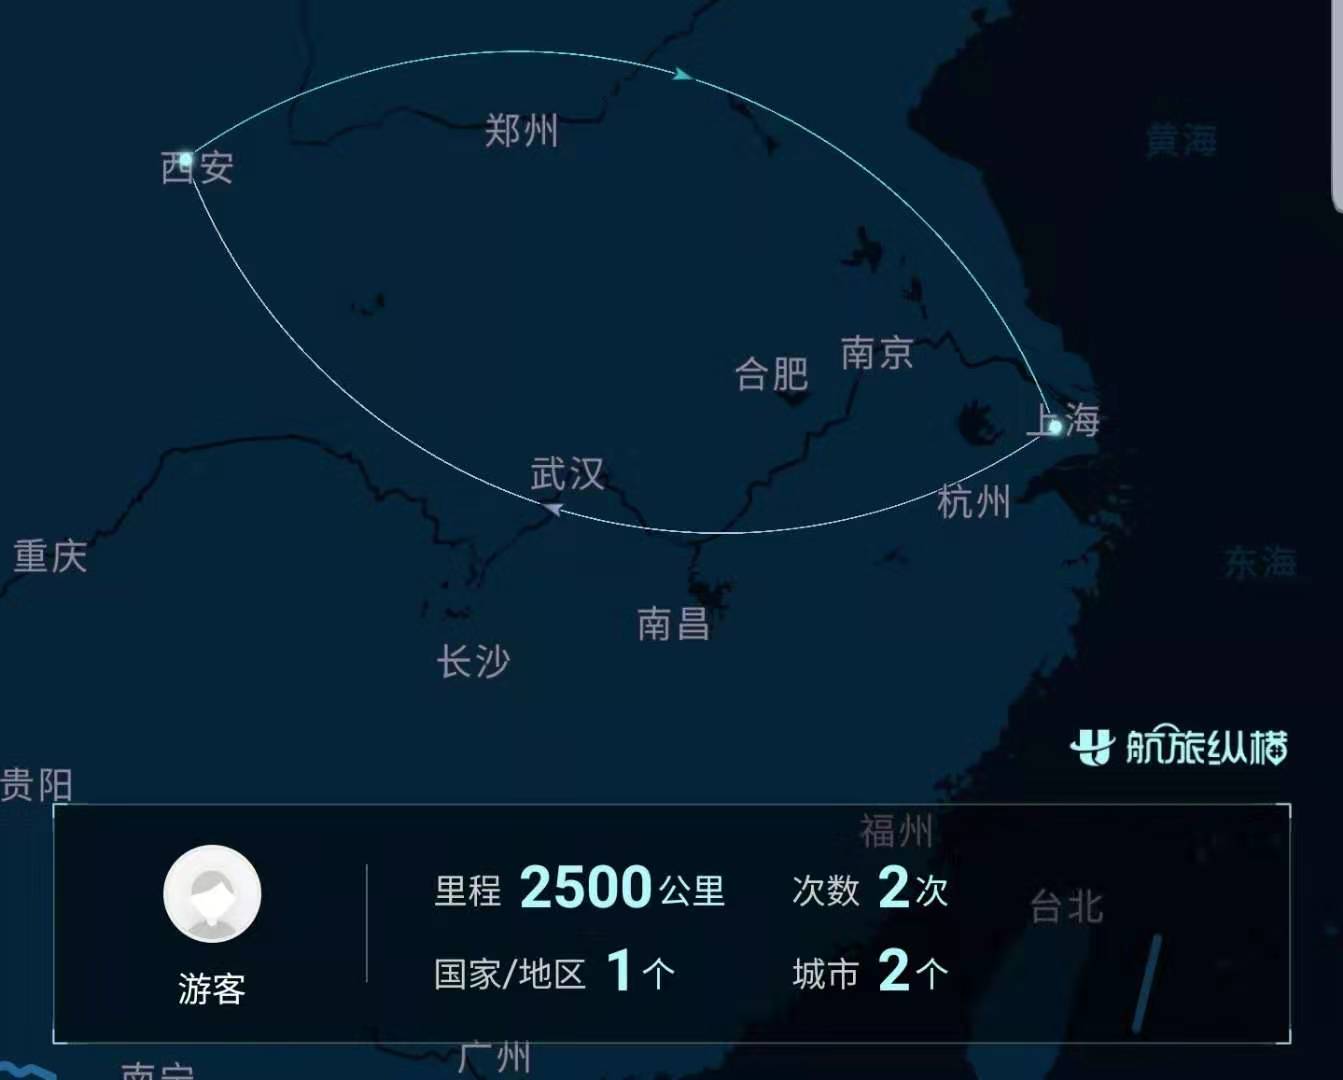 郑州
黄海
西安
南京
合肥
上海
武汉
杭州
重庆
东海
南昌
长沙
航旅纵横
贵阳
福州
里程 2500公里
次数 2次
台北
国家/地区 1个
城市 2个
游客
广州
南宁